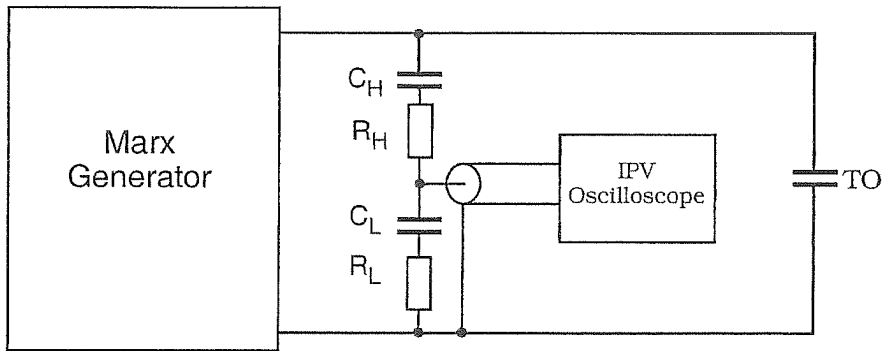 Marx
Generator
C_H
R_H
C_L
R_L
IPV
Oscilloscope
TO